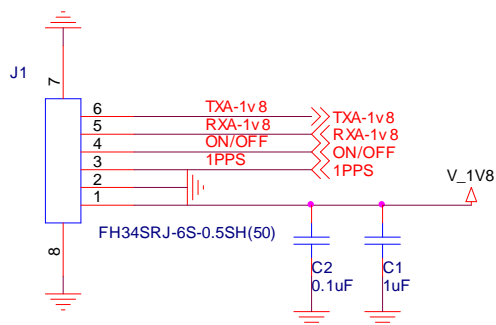 7
J1
6 TXA-1v8 TXA-1v8
5 RXA-1v8 RXA-1v8
4 ON/OFF ON/OFF
3 1PPS 1PPS
2
1 V_1V8
FH34SRJ-6S-0.5SH(50)
8
C2 C1
0.1uF 1uF